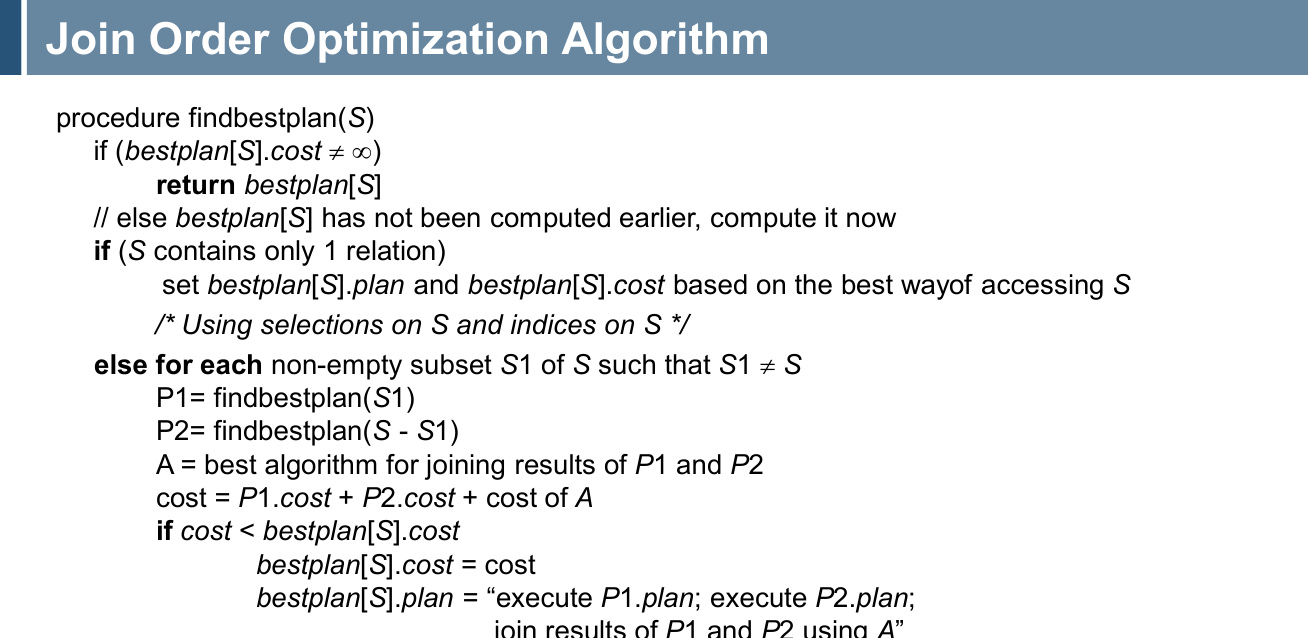 Join Order Optimization Algorithm
procedure findbestplan(S)
if (bestplan[S].cost ≠ ∞)
return bestplan[S]
// else bestplan[S] has not been computed earlier, compute it now
if (S contains only 1 relation)
set bestplan[S].plan and bestplan[S].cost based on the best wayof accessing S
/* Using selections on S and indices on S */
else for each non-empty subset S1 of S such that S1 ≠ S
P1= findbestplan(S1)
P2= findbestplan(S - S1)
A = best algorithm for joining results of P1 and P2
cost = P1.cost + P2.cost + cost of A
if cost < bestplan[S].cost
bestplan[S].cost = cost
bestplan[S].plan = “execute P1.plan; execute P2.plan;
join results of P1 and P2 using A”